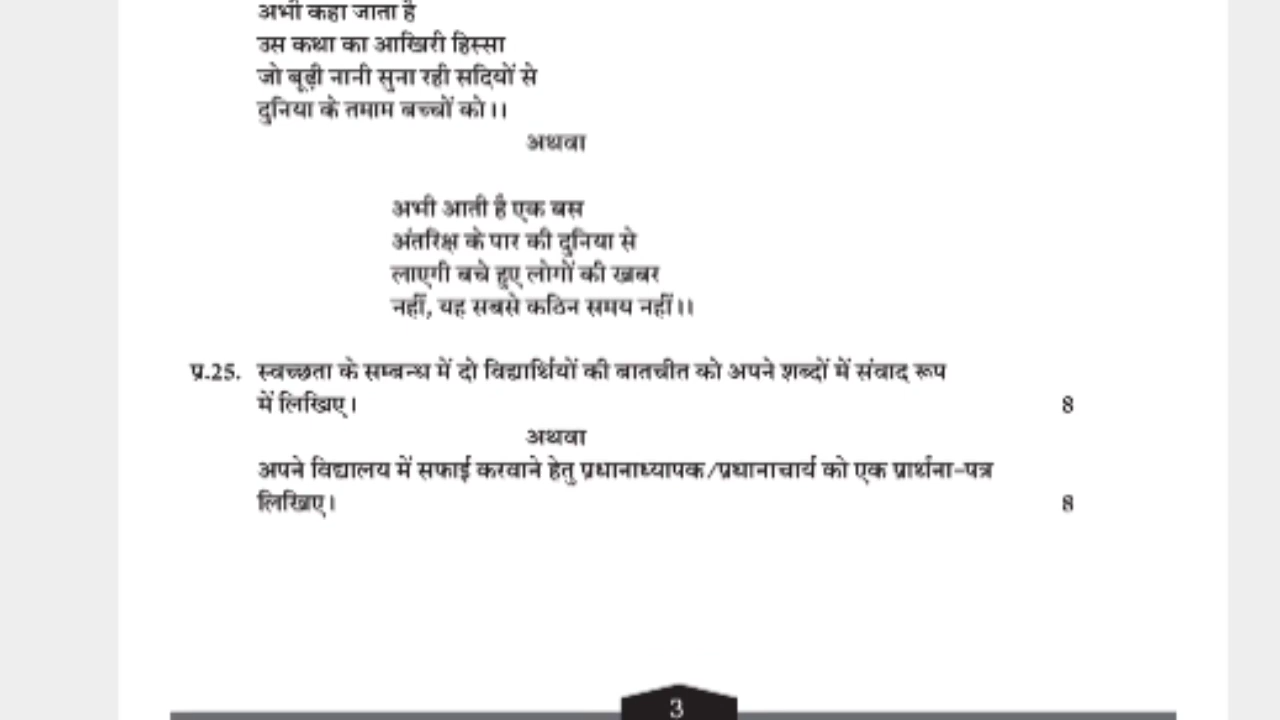 अभी कहा जाता है
उस कथा का आखिरी हिस्सा
जो बूढ़ी नानी सुना रही सदियों से
दुनिया के तमाम बच्चों को।।
अथवा
अभी आती है एक बस
अंतरिक्ष के पार की दुनिया से
लाएगी बचे हुए लोगों की खबर
नहीं, यह सबसे कठिन समय नहीं।।
प्र.25. स्वच्छता के सम्बन्ध में दो विद्यार्थियों की बातचीत को अपने शब्दों में संवाद रूप
में लिखिए। 8
अथवा
अपने विद्यालय में सफाई करवाने हेतु प्रधानाध्यापक/प्रधानाचार्य को एक प्रार्थना-पत्र
लिखिए। 8
3